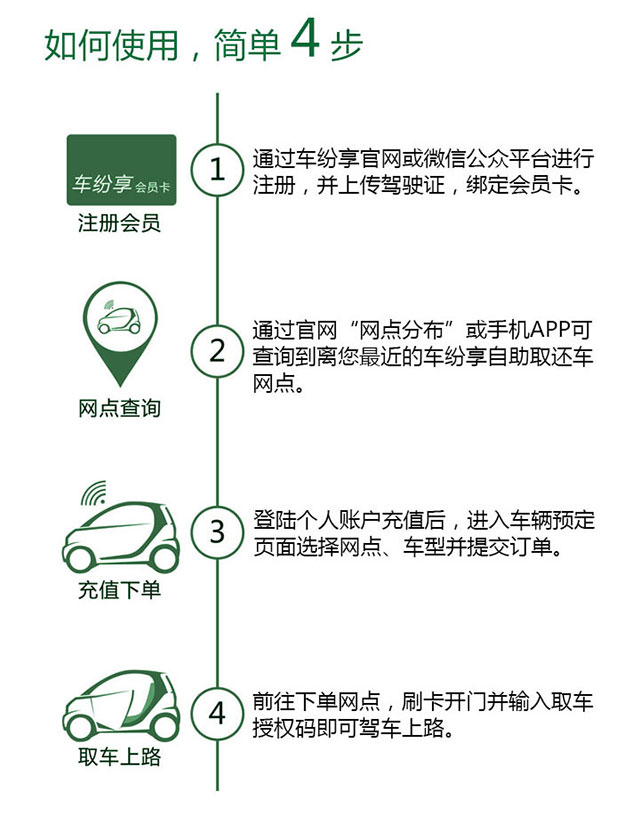 如何使用，简单4步
车纷享会员卡
注册会员
1
通过车纷享官网或微信公众平台进行
注册，并上传驾驶证，绑定会员卡。
网点查询
2
通过官网“网点分布”或手机APP可
查询到离您最近的车纷享自助取还车
网点。
充值下单
3
登陆个人账户充值后，进入车辆预定
页面选择网点、车型并提交订单。
取车上路
4
前往下单网点，刷卡开门并输入取车
授权码即可驾车上路。